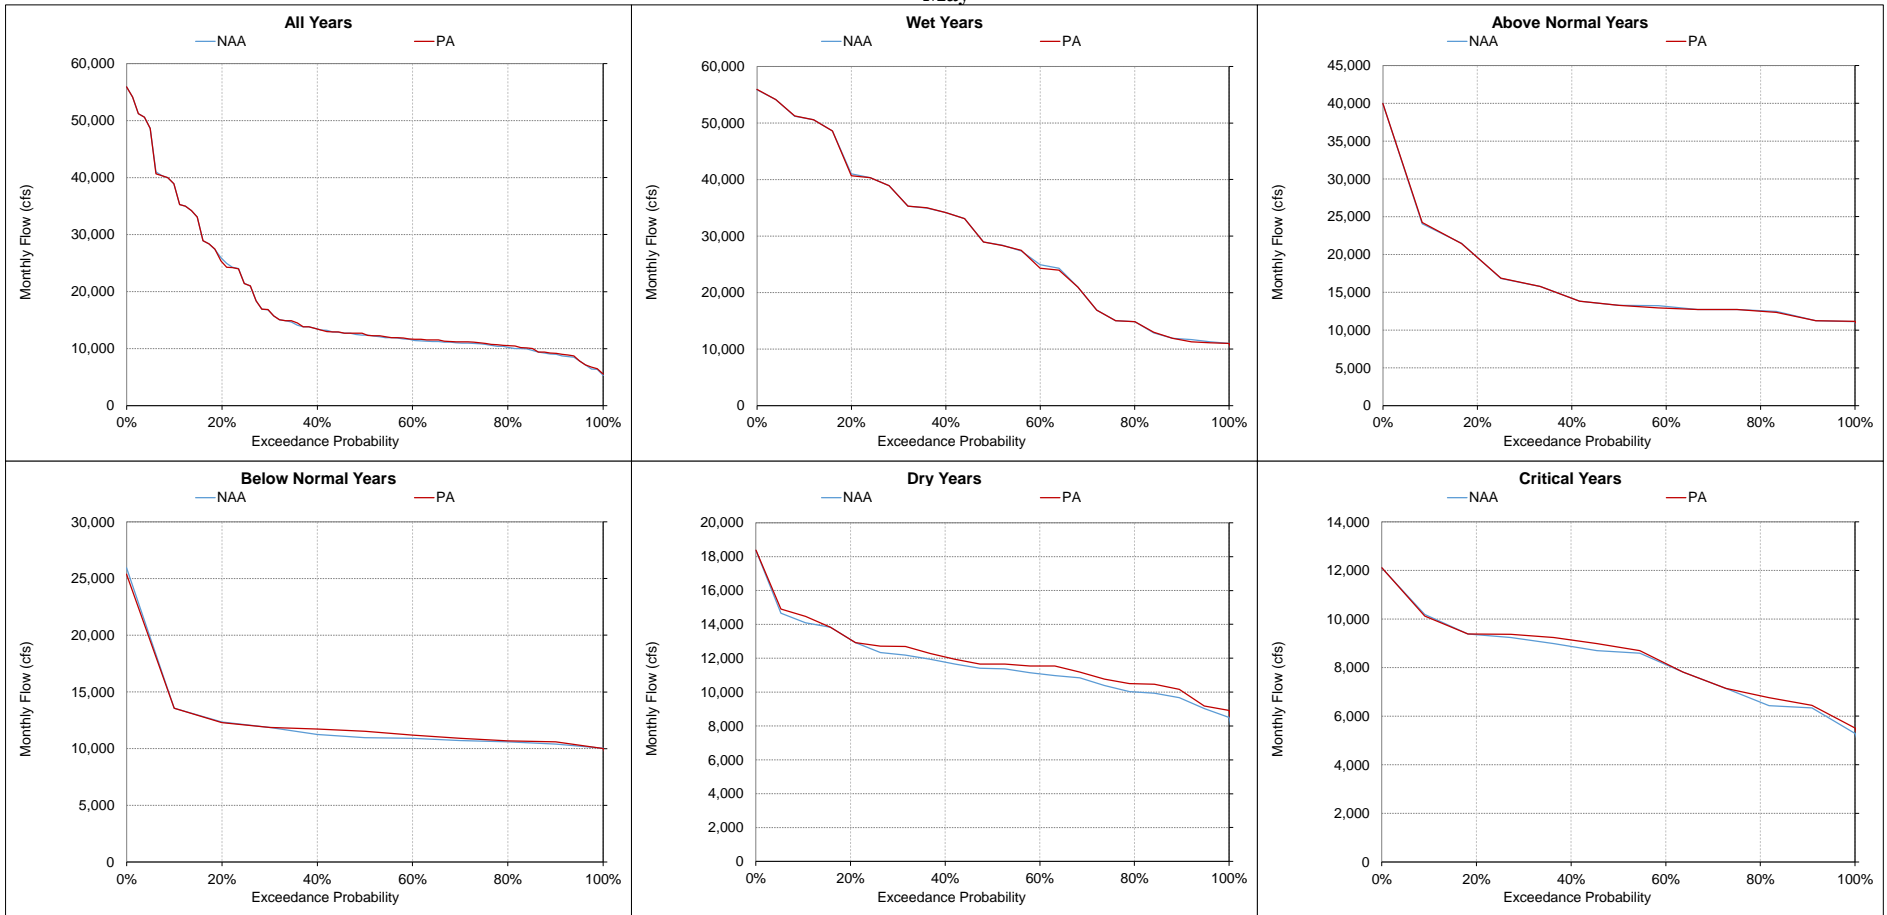 All Years
NAA PA
60,000
50,000
40,000
30,000
20,000
10,000
0
Monthly Flow (cfs)
0% 20% 40% 60% 80% 100%
Exceedance Probability
Wet Years
NAA PA
60,000
50,000
40,000
30,000
20,000
10,000
0
Monthly Flow (cfs)
0% 20% 40% 60% 80% 100%
Exceedance Probability
Above Normal Years
NAA PA
45,000
40,000
35,000
30,000
25,000
20,000
15,000
10,000
5,000
0
Monthly Flow (cfs)
0% 20% 40% 60% 80% 100%
Exceedance Probability
Below Normal Years
NAA PA
30,000
25,000
20,000
15,000
10,000
5,000
0
Monthly Flow (cfs)
0% 20% 40% 60% 80% 100%
Exceedance Probability
Dry Years
NAA PA
20,000
18,000
16,000
14,000
12,000
10,000
8,000
6,000
4,000
2,000
0
Monthly Flow (cfs)
0% 20% 40% 60% 80% 100%
Exceedance Probability
Critical Years
NAA PA
14,000
12,000
10,000
8,000
6,000
4,000
2,000
0
Monthly Flow (cfs)
0% 20% 40% 60% 80% 100%
Exceedance Probability